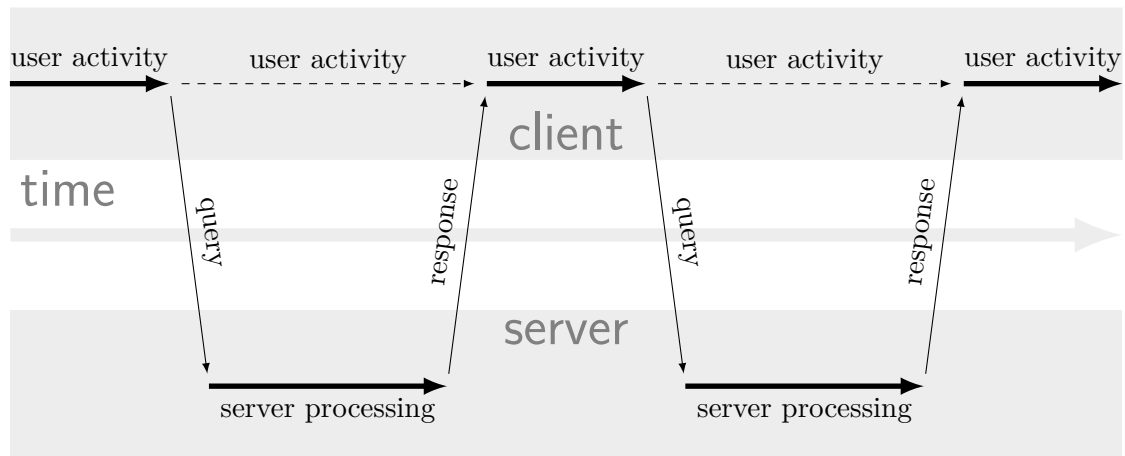 user activity
user activity
user activity
user activity
user activity
client
time
query
response
query
response
server
server processing
server processing